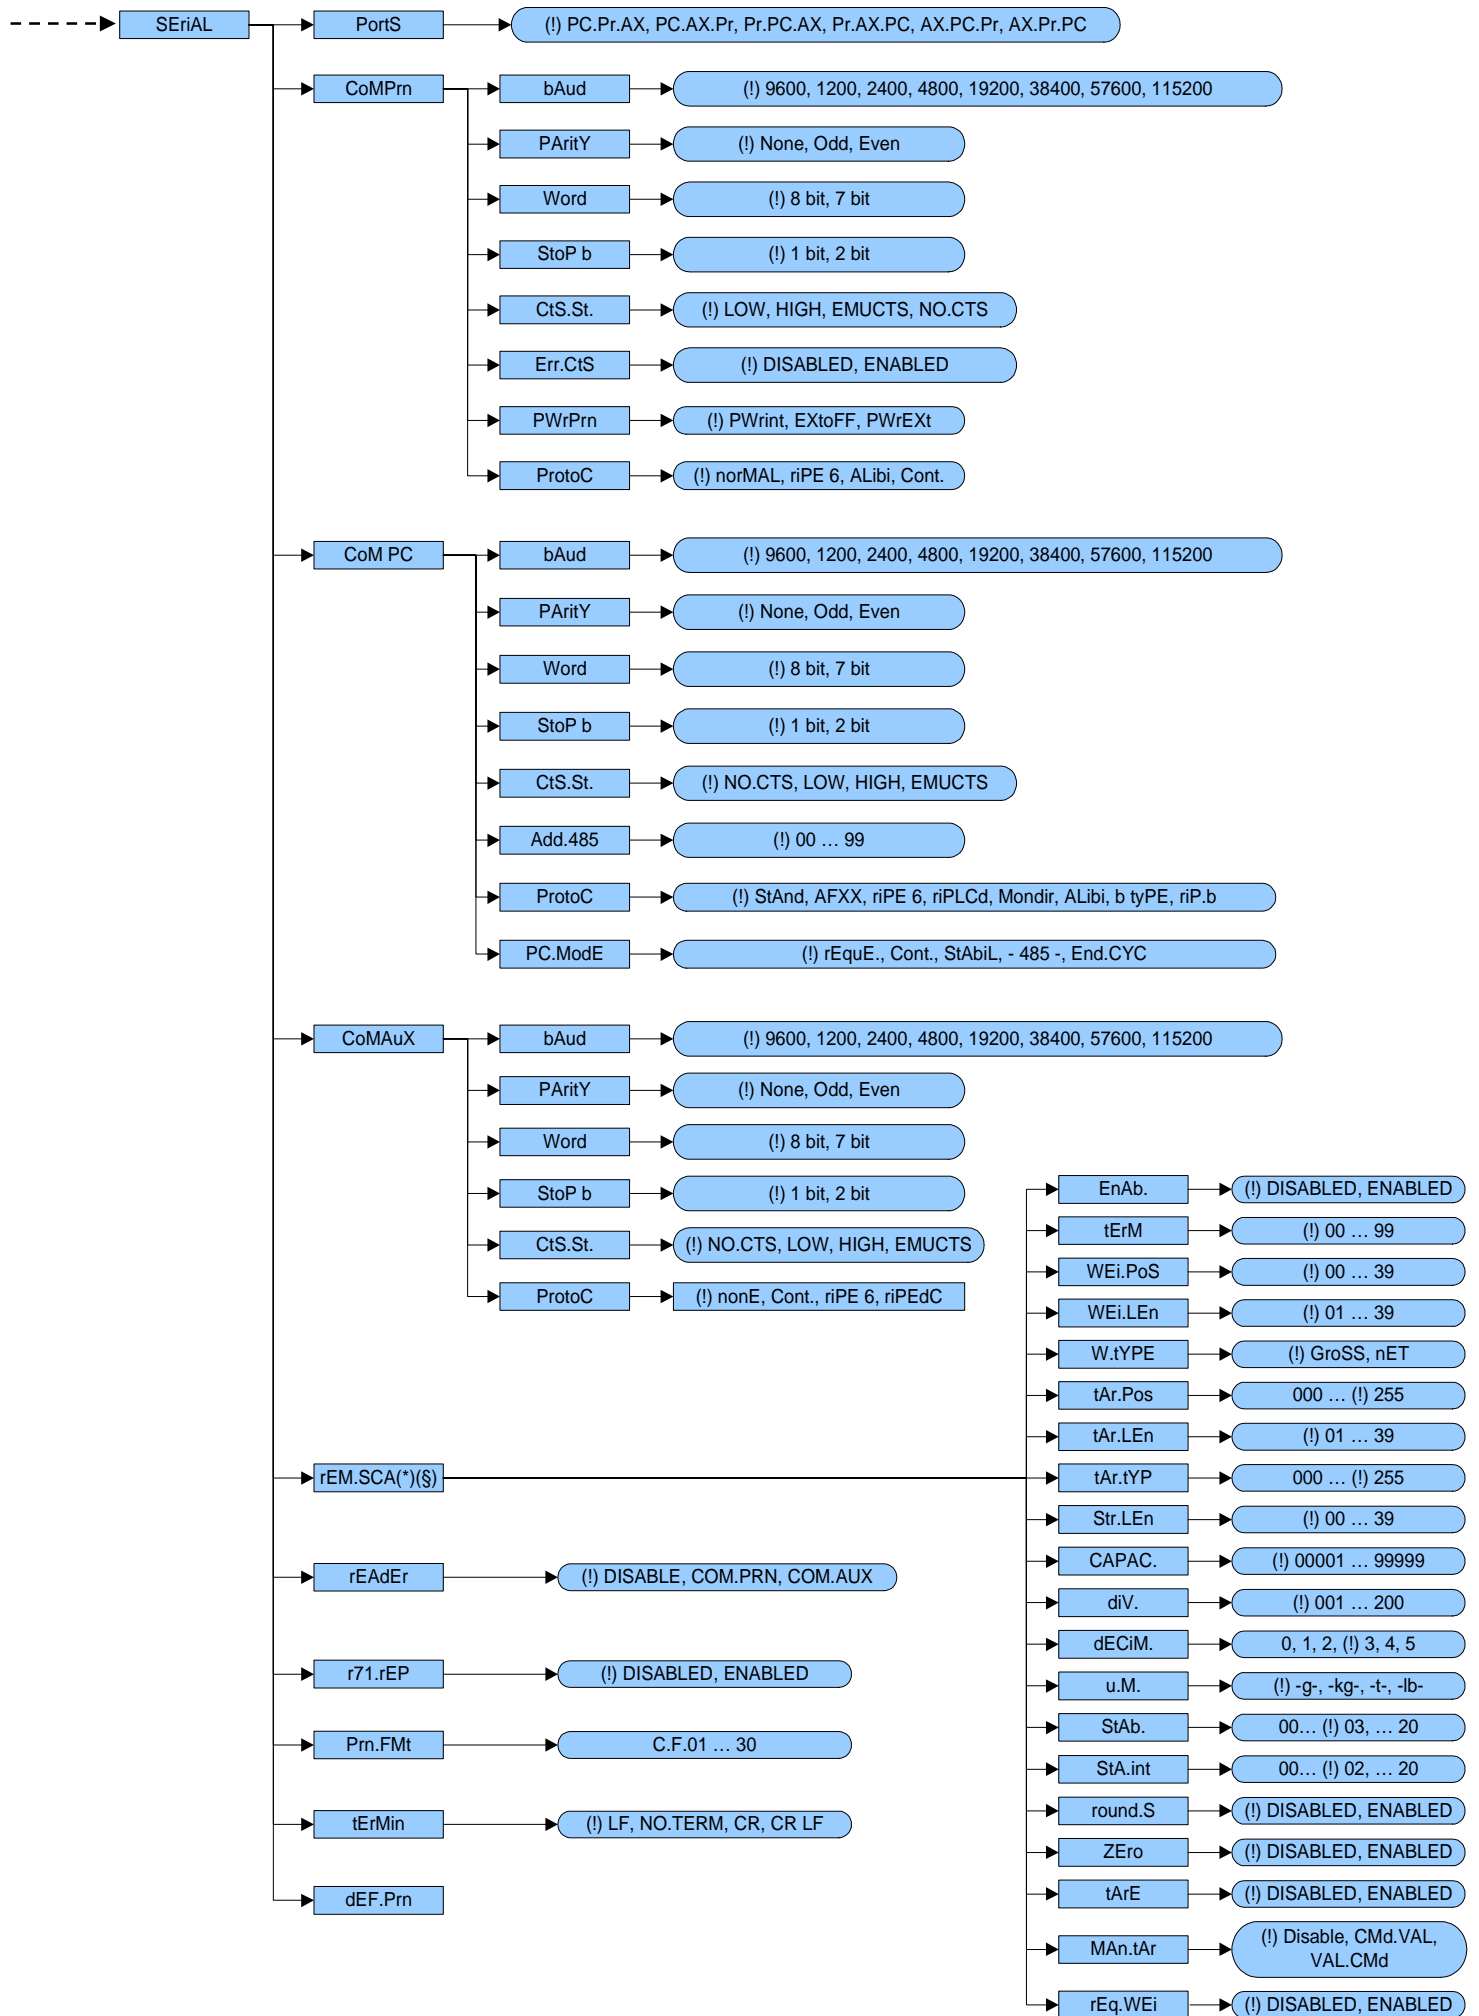 SEriAL
PortS
(!) PC.Pr.AX, PC.AX.Pr, Pr.PC.AX, Pr.AX.PC, AX.PC.Pr, AX.Pr.PC
CoMPrn
bAud
(!) 9600, 1200, 2400, 4800, 19200, 38400, 57600, 115200
PAritY
(!) None, Odd, Even
Word
(!) 8 bit, 7 bit
StoP b
(!) 1 bit, 2 bit
CtS.St.
(!) LOW, HIGH, EMUCTS, NO.CTS
Err.CtS
(!) DISABLED, ENABLED
PWrPrn
(!) PWrint, EXtoFF, PWrEXt
ProtoC
(!) norMAL, riPE 6, ALibi, Cont.
CoM PC
bAud
(!) 9600, 1200, 2400, 4800, 19200, 38400, 57600, 115200
PAritY
(!) None, Odd, Even
Word
(!) 8 bit, 7 bit
StoP b
(!) 1 bit, 2 bit
CtS.St.
(!) NO.CTS, LOW, HIGH, EMUCTS
Add.485
(!) 00 … 99
ProtoC
(!) StAnd, AFXX, riPE 6, riPLCd, Mondir, ALibi, b tyPE, riP.b
PC.ModE
(!) rEquE., Cont., StAbiL, - 485 -, End.CYC
CoMAuX
bAud
(!) 9600, 1200, 2400, 4800, 19200, 38400, 57600, 115200
PAritY
(!) None, Odd, Even
Word
(!) 8 bit, 7 bit
StoP b
(!) 1 bit, 2 bit
CtS.St.
(!) NO.CTS, LOW, HIGH, EMUCTS
ProtoC
(!) nonE, Cont., riPE 6, riPEdC
rEM.SCA(*)(§)
EnAb.
(!) DISABLED, ENABLED
tErM
(!) 00 … 99
WEi.PoS
(!) 00 … 39
WEi.LEn
(!) 01 … 39
W.tYPE
(!) GroSS, nET
tAr.Pos
000 … (!) 255
tAr.LEn
(!) 01 … 39
tAr.tYP
000 … (!) 255
Str.LEn
(!) 00 … 39
CAPAC.
(!) 00001 … 99999
diV.
(!) 001 … 200
dECiM.
0, 1, 2, (!) 3, 4, 5
u.M.
(!) -g-, -kg-, -t-, -lb-
StAb.
00… (!) 03, … 20
StA.int
00… (!) 02, … 20
round.S
(!) DISABLED, ENABLED
ZEro
(!) DISABLED, ENABLED
tArE
(!) DISABLED, ENABLED
MAn.tAr
(!) Disable, CMd.VAL,
VAL.CMd
rEq.WEi
(!) DISABLED, ENABLED
rEAdEr
(!) DISABLE, COM.PRN, COM.AUX
r71.rEP
(!) DISABLED, ENABLED
Prn.FMt
C.F.01 … 30
tErMin
(!) LF, NO.TERM, CR, CR LF
dEF.Prn